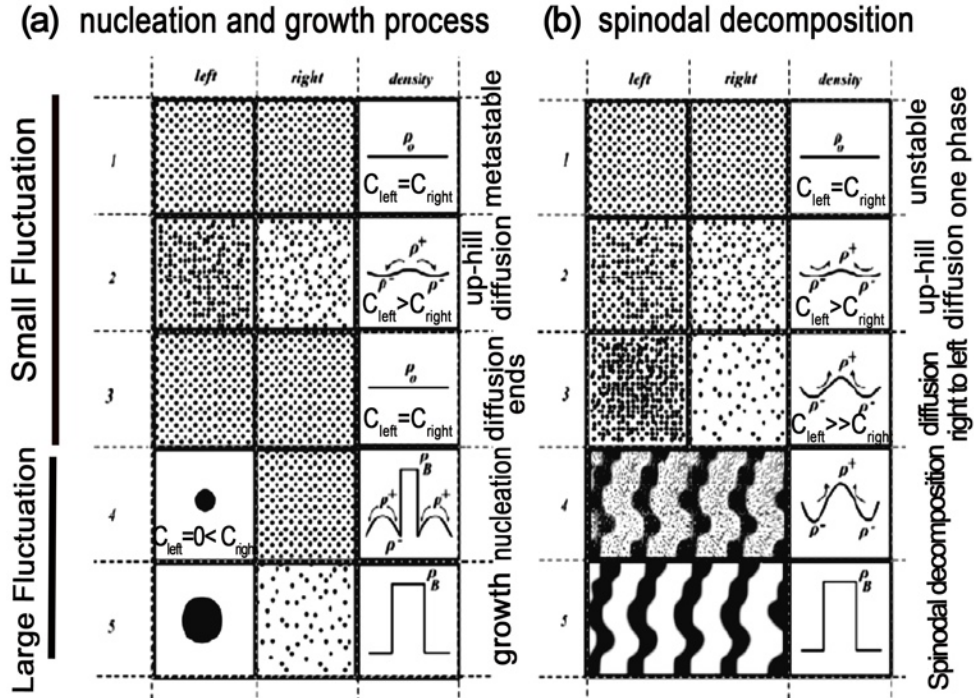 (a) nucleation and growth process
left right density
Small Fluctuation
Large Fluctuation
1
ρo
Cleft=Cright
metastable
2
ρ+
ρ- ρ-
Cleft>Cright
up-hill
diffusion
3
ρo
Cleft=Cright
diffusion
ends
4
Cleft=0< Cright
ρB
ρ+ ρ+
ρ-
nucleation
5
ρB
growth
(b) spinodal decomposition
left right density
1
ρo
Cleft=Cright
unstable
one phase
2
ρ+
ρ- ρ-
Cleft>Cright
up-hill
diffusion
3
ρ+
ρ- ρ-
Cleft>>Cright
diffusion
right to left
4
ρ+
ρ- ρ-
Spinodal decomposition
5
ρB